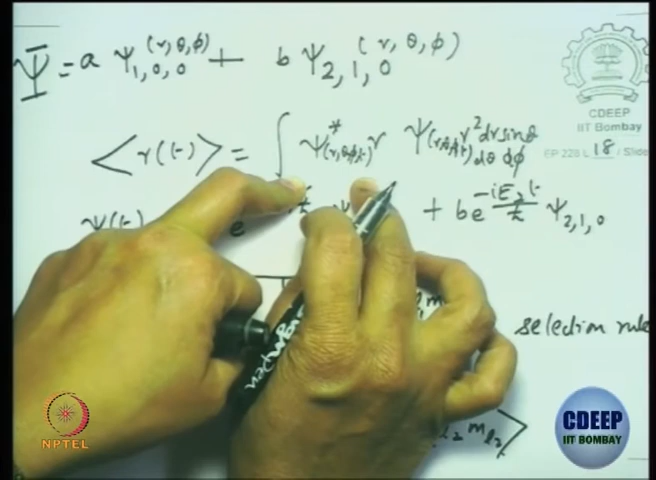 Ψ = a ψ₁,₀,₀ (r, θ, φ) + b ψ₂,₁,₀ (r, θ, φ)
CDEEP
IIT Bombay
⟨r(t)⟩ = ∫ ψ*(r,θ,φ,t) r ψ(r,θ,φ,t) r² dr sinθ dθ dφ
EP 228 L 18 / Slide
ψ(t) e + b e^(-iE₂t/ħ) ψ₂,₁,₀
selection rule
m_l₂ ⟩
NPTEL
CDEEP
IIT BOMBAY